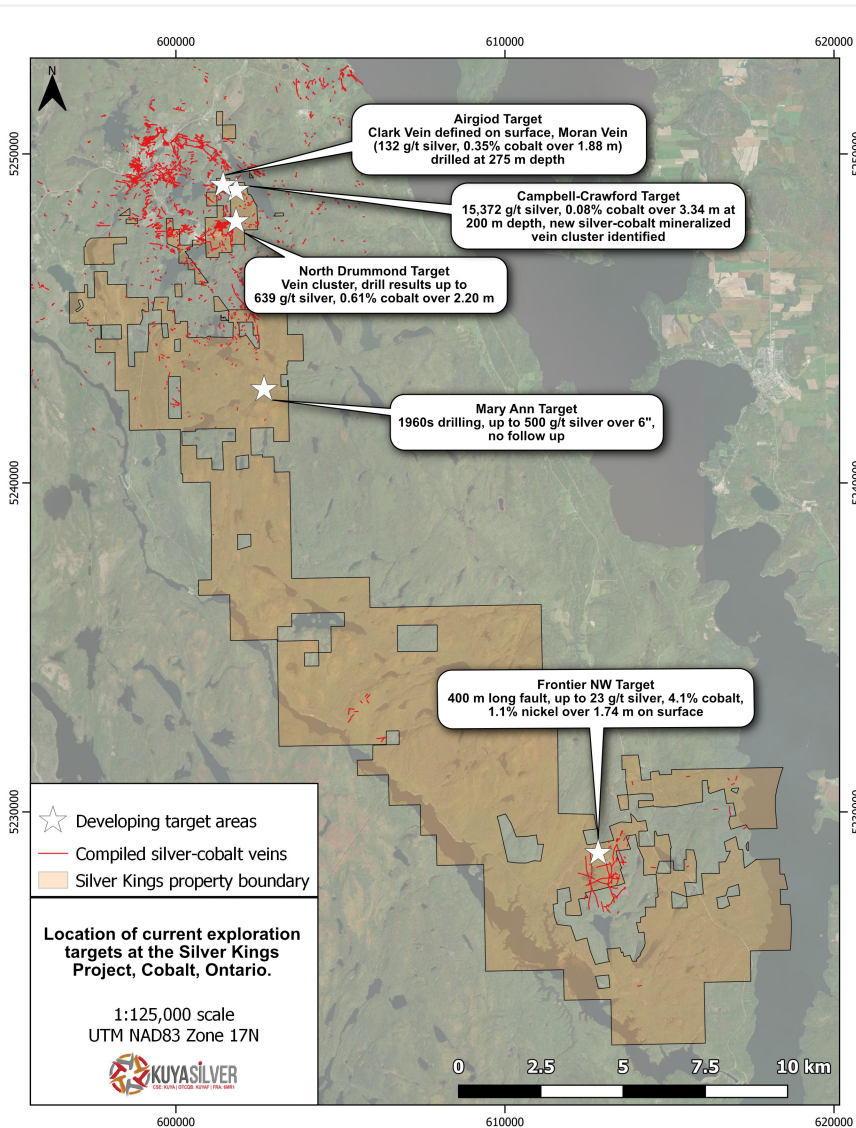 600000
610000
620000
N
5250000
Airgiod Target
Clark Vein defined on surface, Moran Vein
(132 g/t silver, 0.35% cobalt over 1.88 m)
drilled at 275 m depth
Campbell-Crawford Target
15,372 g/t silver, 0.08% cobalt over 3.34 m at
200 m depth, new silver-cobalt mineralized
vein cluster identified
North Drummond Target
Vein cluster, drill results up to
639 g/t silver, 0.61% cobalt over 2.20 m
Mary Ann Target
1960s drilling, up to 500 g/t silver over 6",
no follow up
5240000
Frontier NW Target
400 m long fault, up to 23 g/t silver, 4.1% cobalt,
1.1% nickel over 1.74 m on surface
5230000
Developing target areas
Compiled silver-cobalt veins
Silver Kings property boundary
Location of current exploration
targets at the Silver Kings
Project, Cobalt, Ontario.
1:125,000 scale
UTM NAD83 Zone 17N
KUYASILVER
CSE: KUYA | OTCQB: KUYAF | FRA: 6MR1
0 2.5 5 7.5 10 km
600000
610000
620000